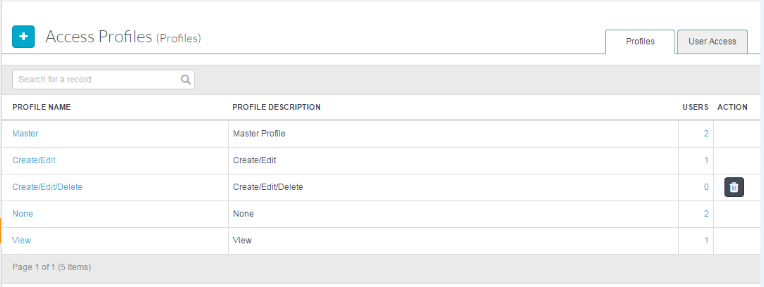 Access Profiles (Profiles)
Profiles User Access
Search for a record
PROFILE NAME PROFILE DESCRIPTION USERS ACTION
Master Master Profile 2
Create/Edit Create/Edit 1
Create/Edit/Delete Create/Edit/Delete 0
None None 2
View View 1
Page 1 of 1 (5 Items)